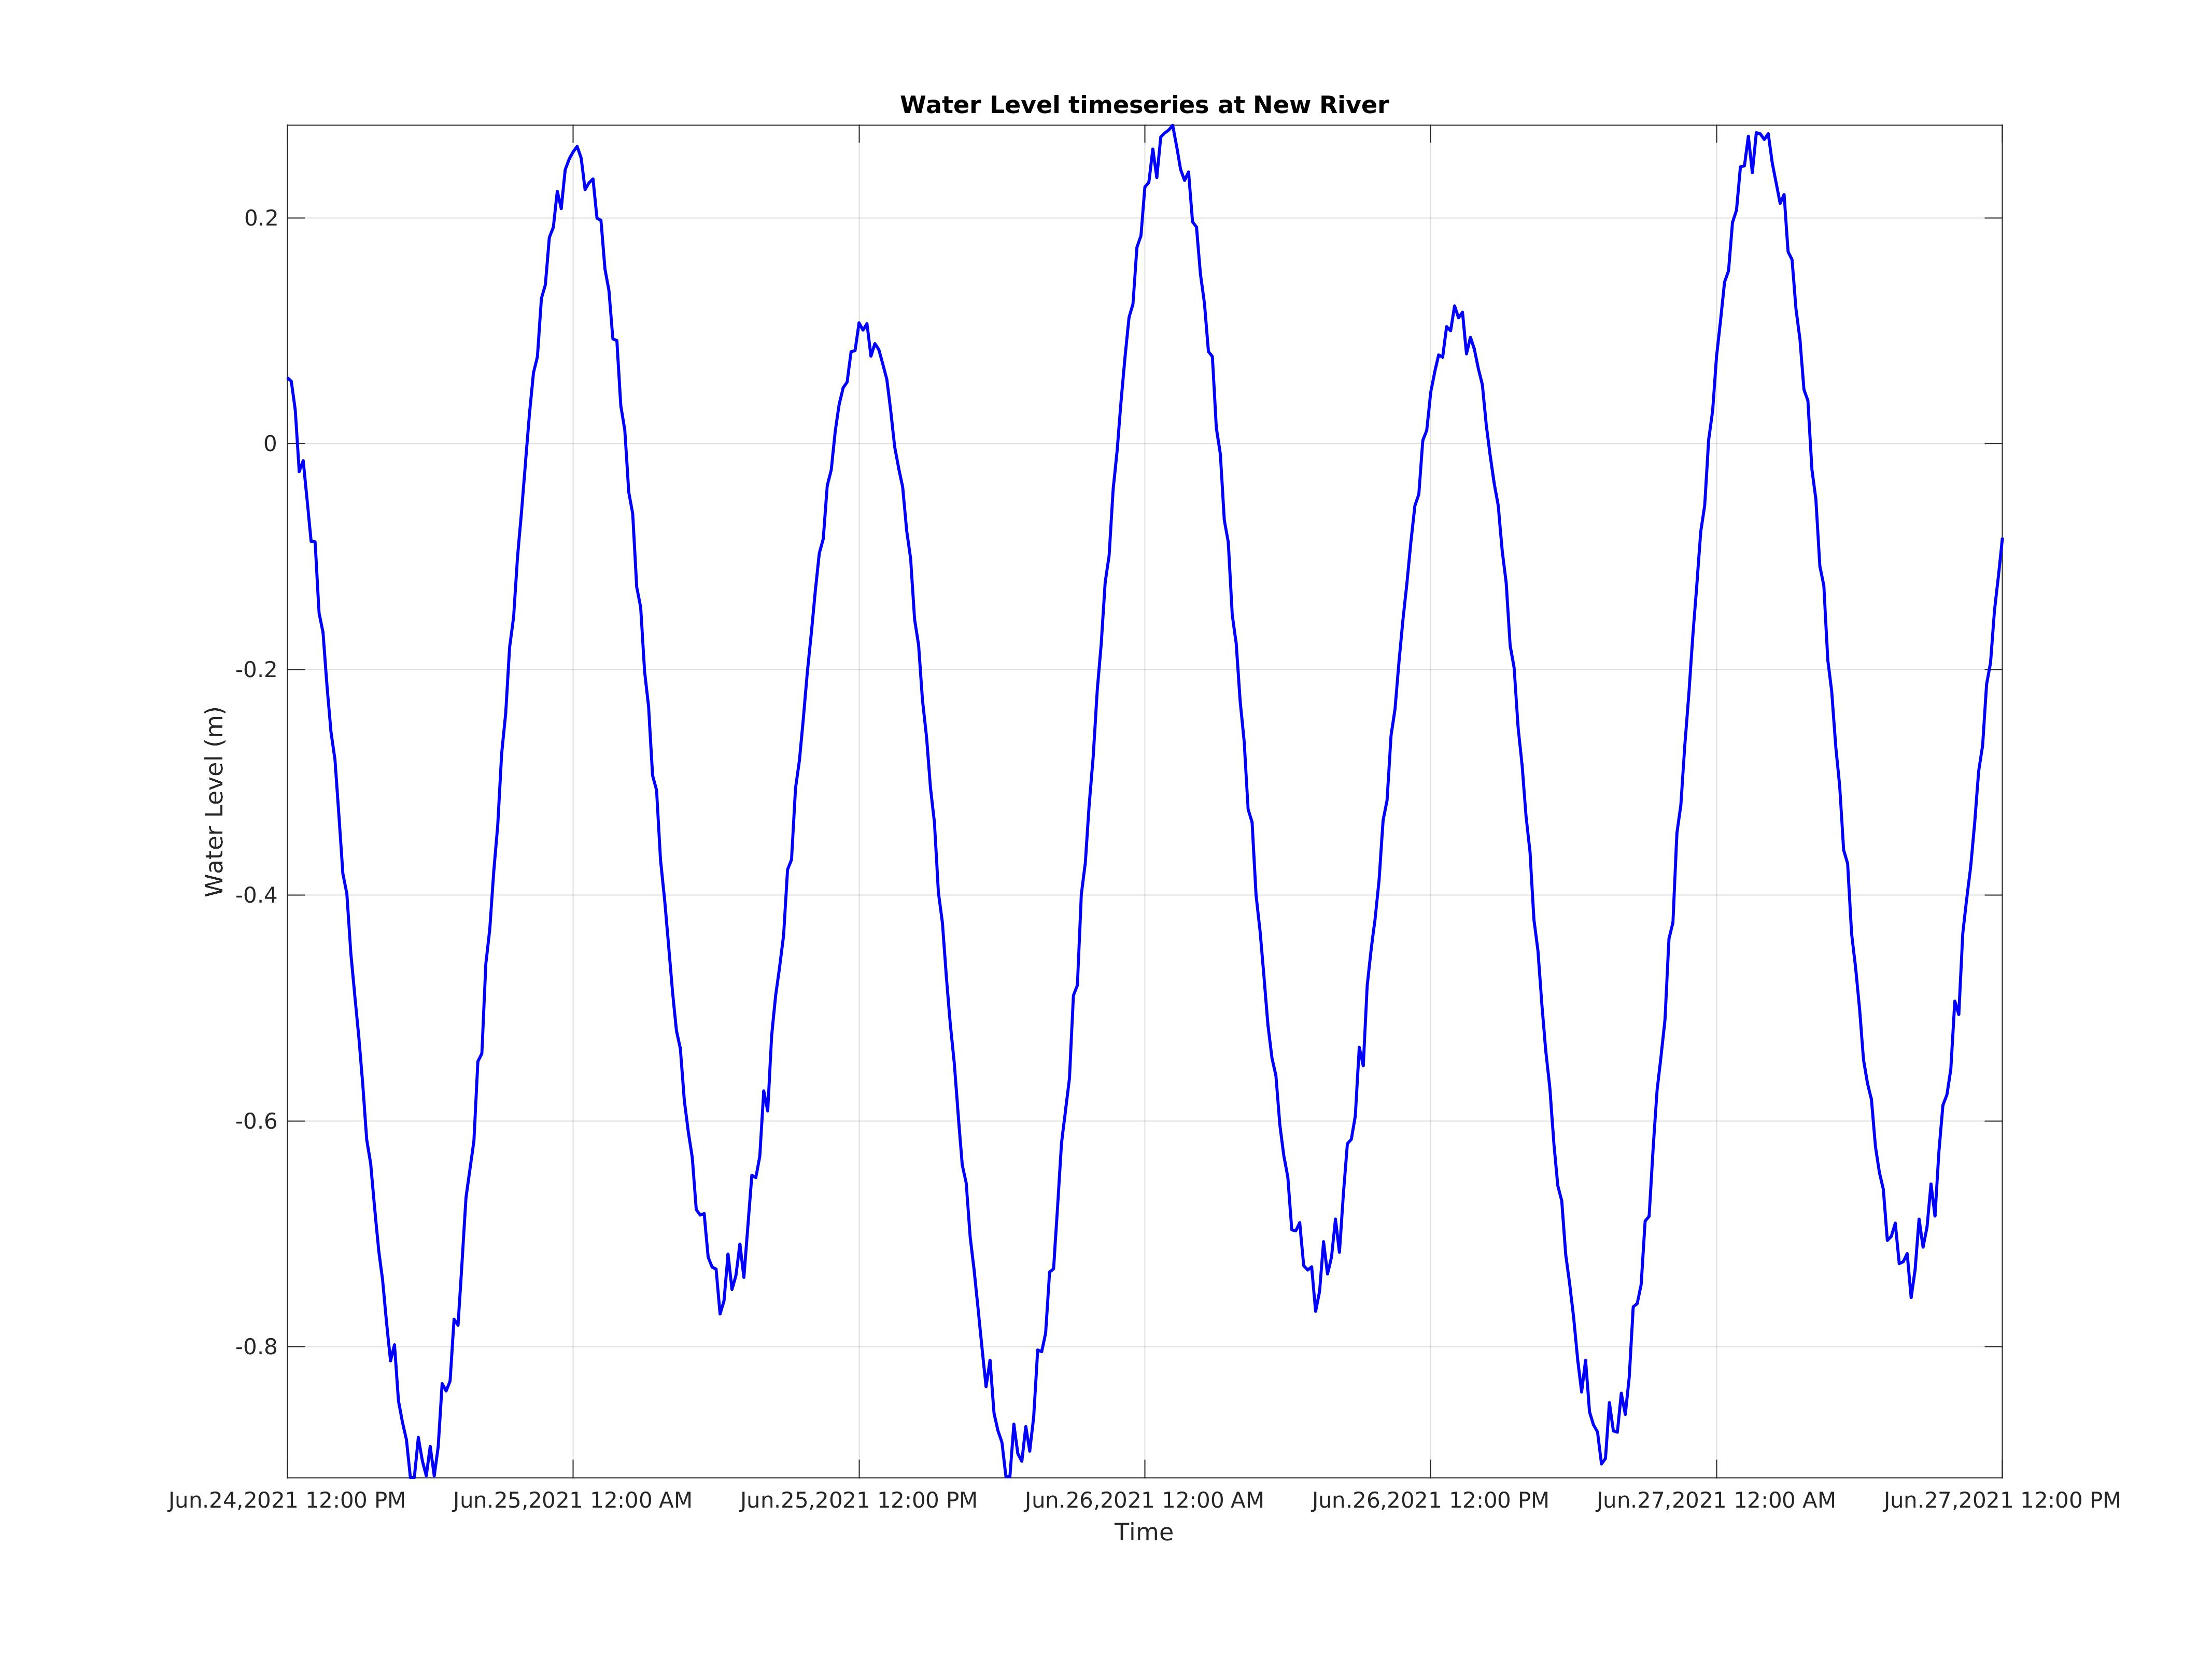 Water Level timeseries at New River
0.2
0
-0.2
-0.4
-0.6
-0.8
Water Level (m)
Jun.24,2021 12:00 PM
Jun.25,2021 12:00 AM
Jun.25,2021 12:00 PM
Jun.26,2021 12:00 AM
Jun.26,2021 12:00 PM
Jun.27,2021 12:00 AM
Jun.27,2021 12:00 PM
Time